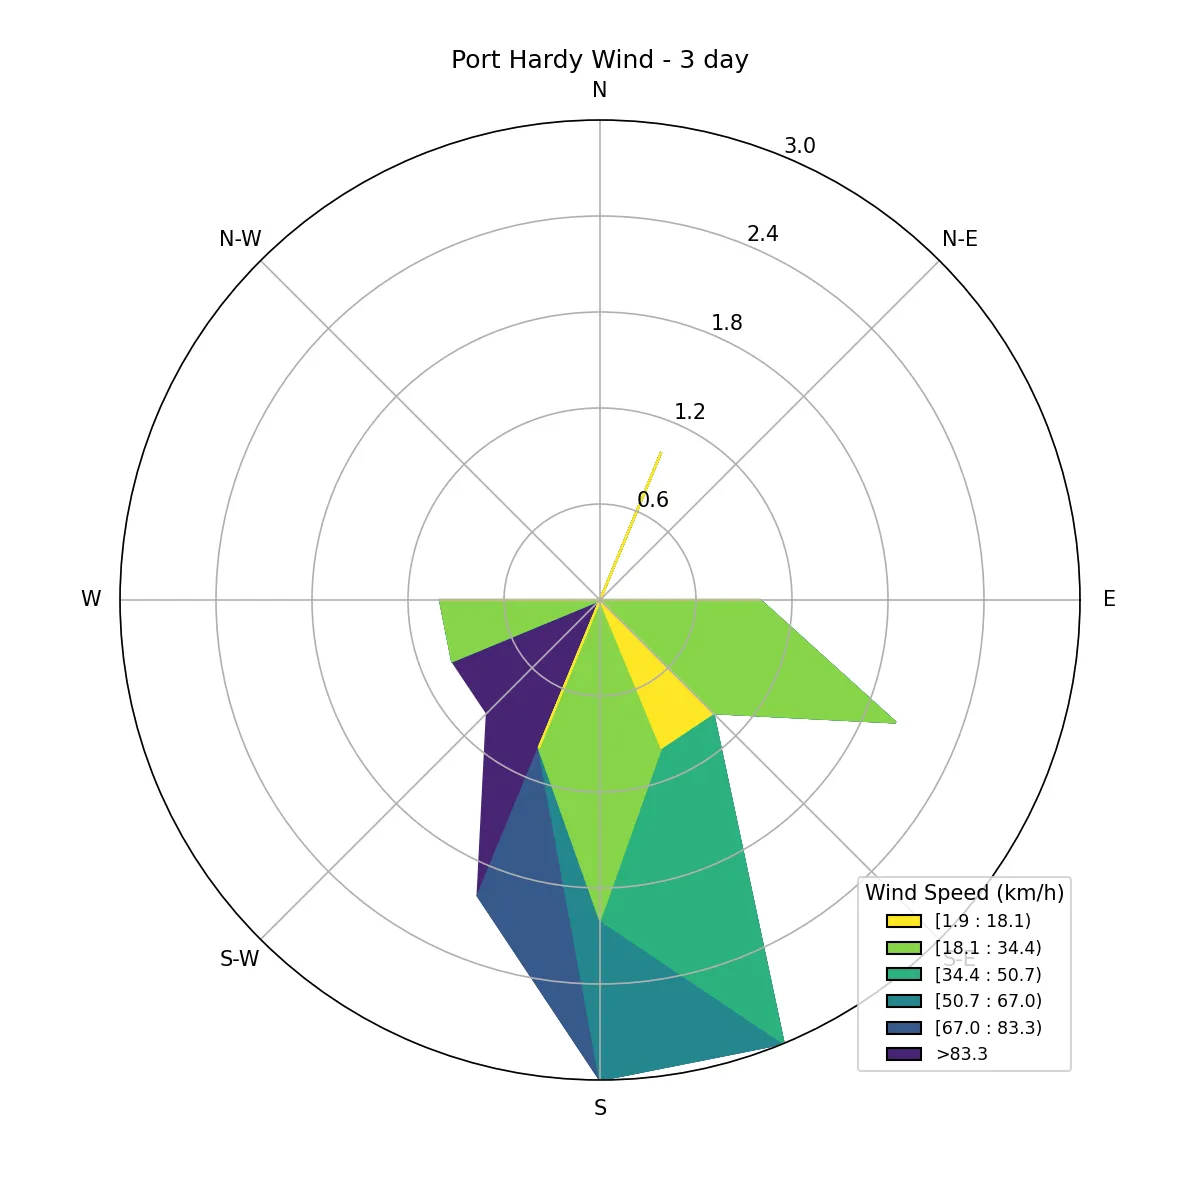 Port Hardy Wind - 3 day
N
3.0
N-W
2.4
N-E
1.8
1.2
0.6
W
E
Wind Speed (km/h)
[1.9 : 18.1)
[18.1 : 34.4)
S-W
S-E
[34.4 : 50.7)
[50.7 : 67.0)
[67.0 : 83.3)
>83.3
S